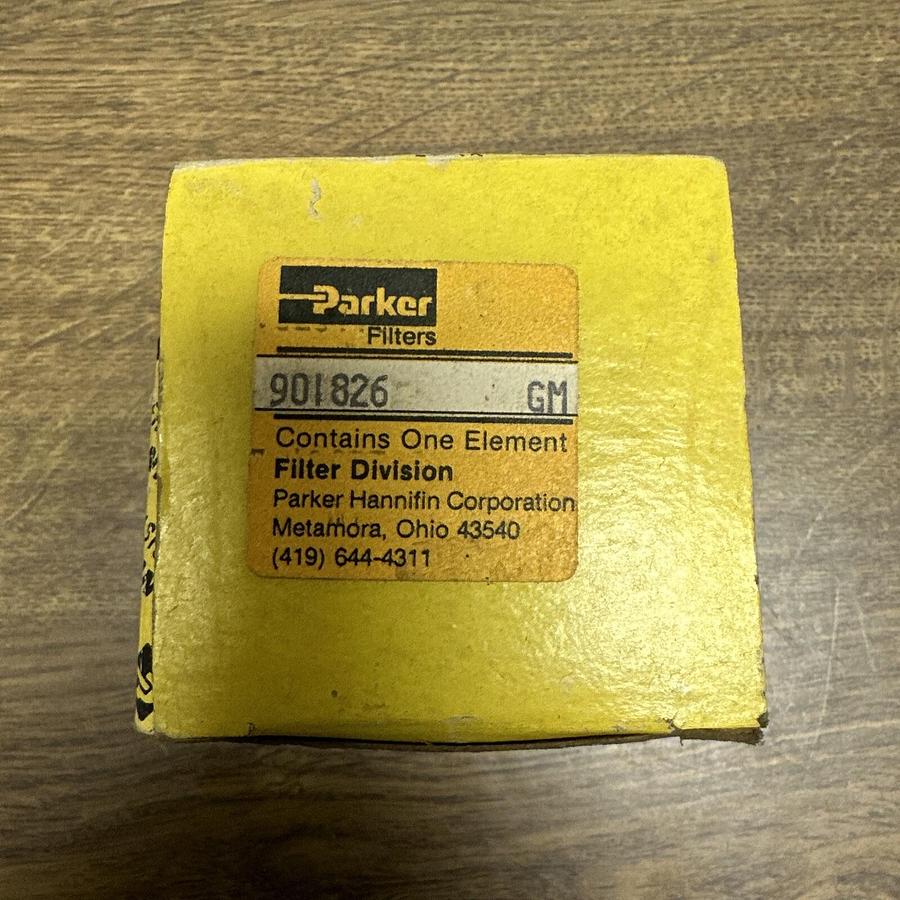 Parker
Filters
901826 GM
Contains One Element
Filter Division
Parker Hannifin Corporation
Metamora, Ohio 43540
(419) 644-4311